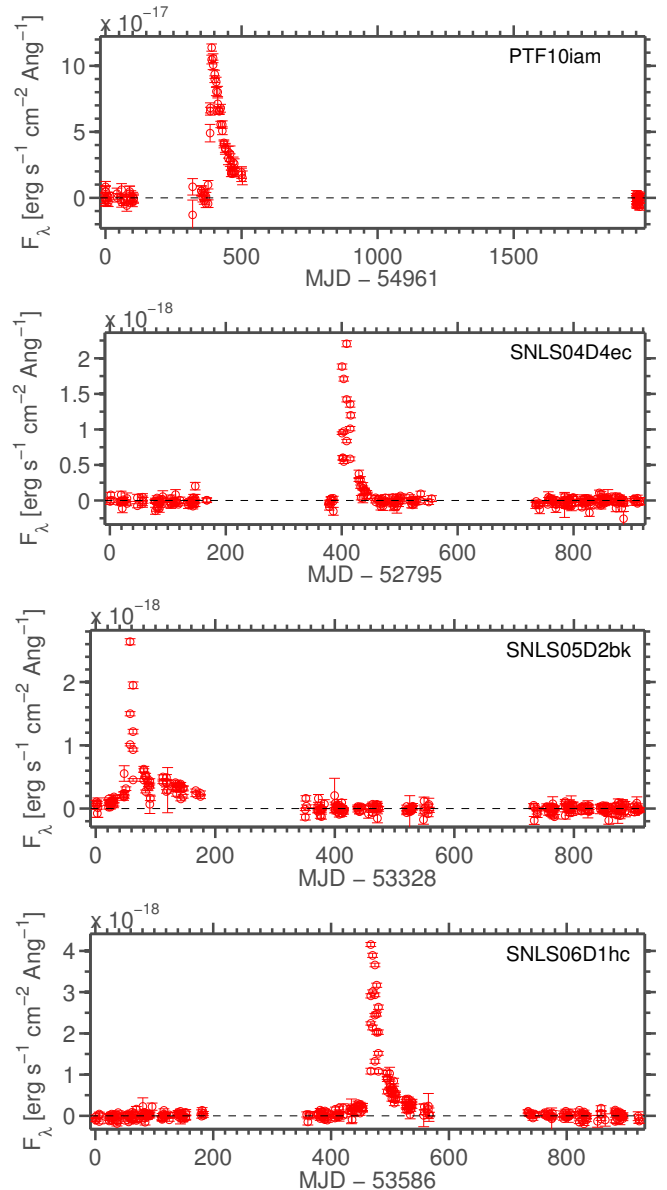 x 10⁻¹⁷
PTF10iam
10
5
0
F_λ [erg s⁻¹ cm⁻² Ang⁻¹]
0 500 1000 1500
MJD − 54961
x 10⁻¹⁸
SNLS04D4ec
2
1.5
1
0.5
0
F_λ [erg s⁻¹ cm⁻² Ang⁻¹]
0 200 400 600 800
MJD − 52795
x 10⁻¹⁸
SNLS05D2bk
2
1
0
F_λ [erg s⁻¹ cm⁻² Ang⁻¹]
0 200 400 600 800
MJD − 53328
x 10⁻¹⁸
SNLS06D1hc
4
3
2
1
0
F_λ [erg s⁻¹ cm⁻² Ang⁻¹]
0 200 400 600 800
MJD − 53586